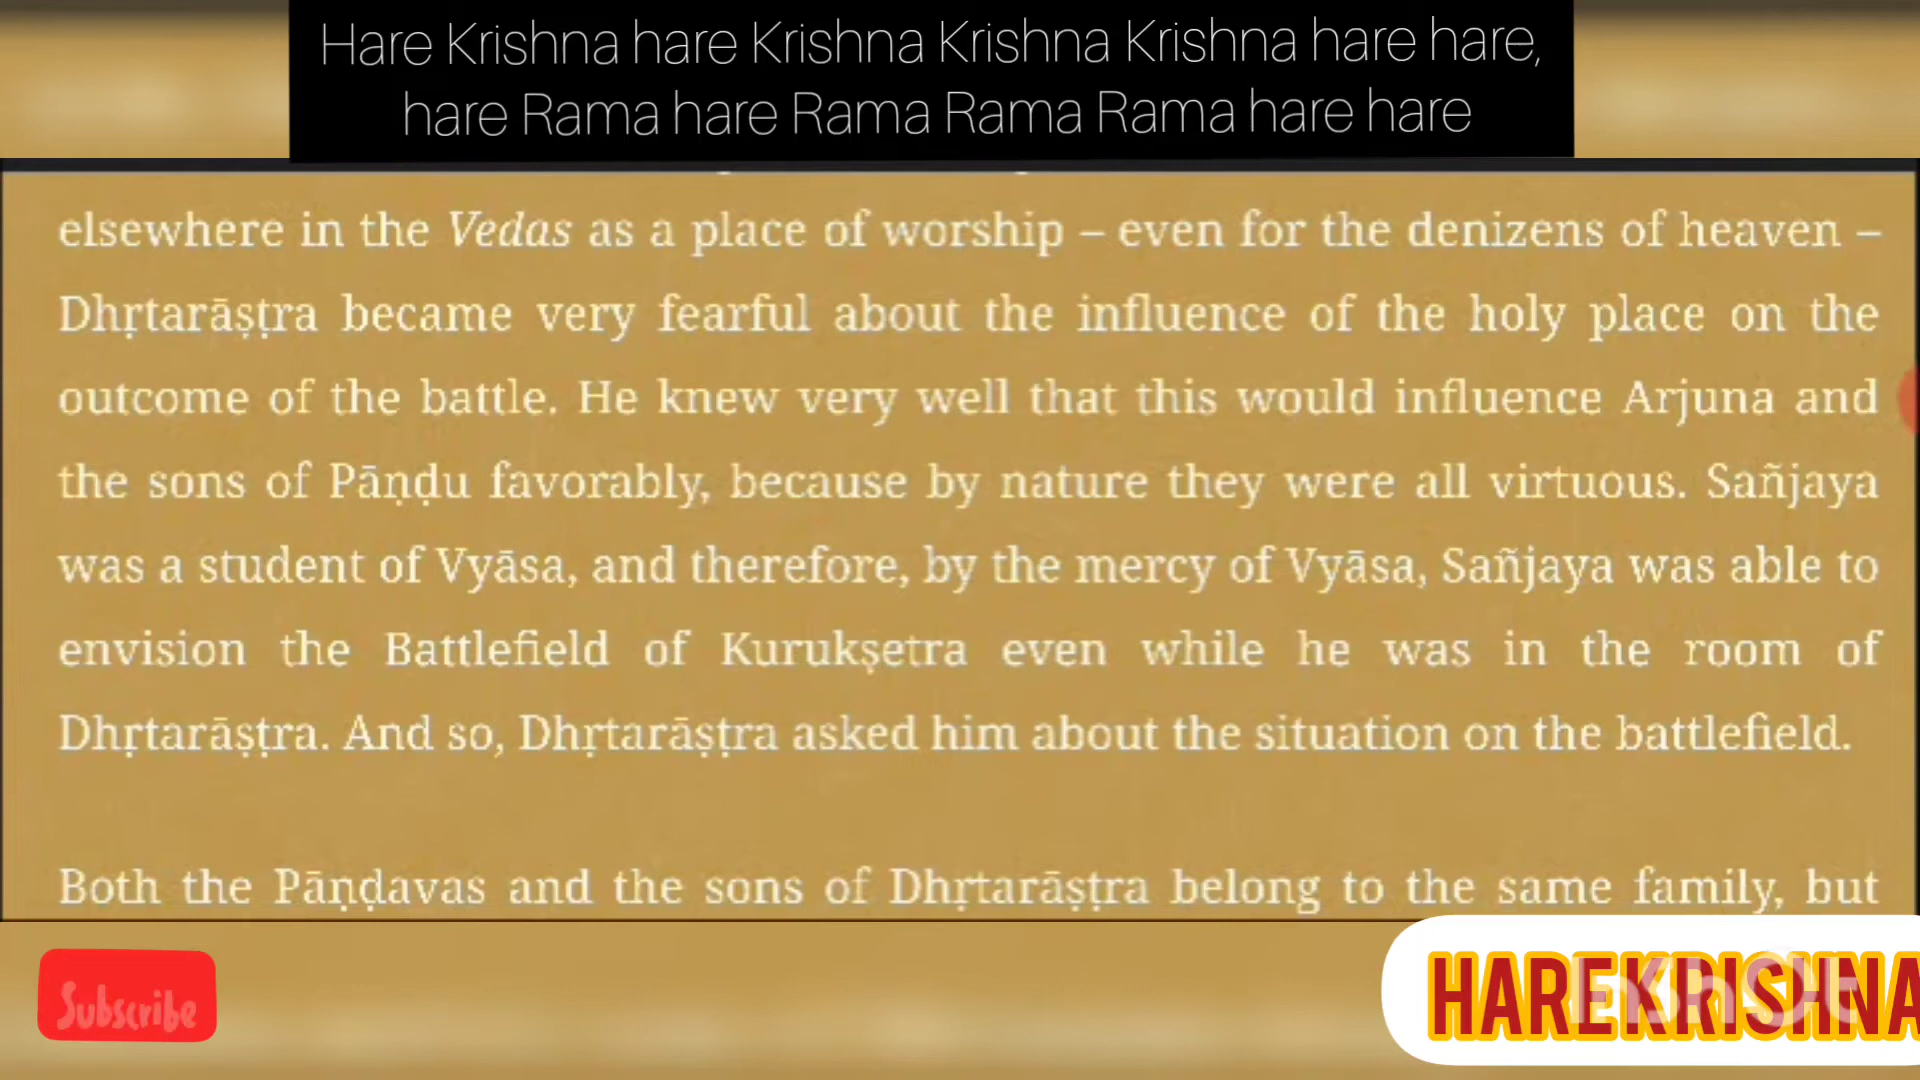 Hare Krishna hare Krishna Krishna Krishna hare hare,
hare Rama hare Rama Rama Rama hare hare
elsewhere in the Vedas as a place of worship – even for the denizens of heaven –
Dhṛtarāṣṭra became very fearful about the influence of the holy place on the
outcome of the battle. He knew very well that this would influence Arjuna and
the sons of Pāṇḍu favorably, because by nature they were all virtuous. Sañjaya
was a student of Vyāsa, and therefore, by the mercy of Vyāsa, Sañjaya was able to
envision the Battlefield of Kurukṣetra even while he was in the room of
Dhṛtarāṣṭra. And so, Dhṛtarāṣṭra asked him about the situation on the battlefield.
Both the Pāṇḍavas and the sons of Dhṛtarāṣṭra belong to the same family, but
Subscribe
HAREKRISHNA